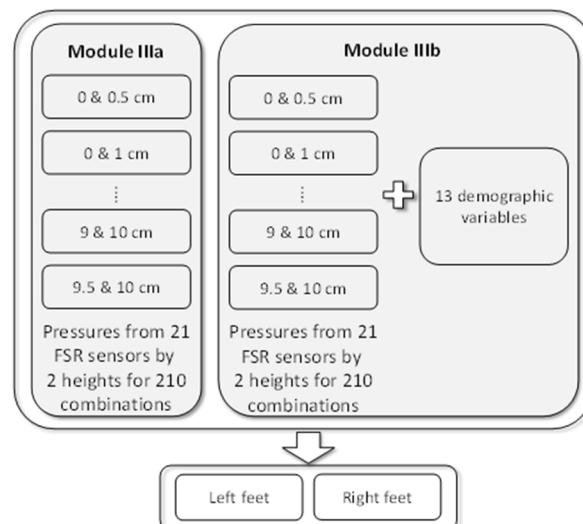 Module IIIa
0 & 0.5 cm
0 & 1 cm
9 & 10 cm
9.5 & 10 cm
Pressures from 21
FSR sensors by
2 heights for 210
combinations
Module IIIb
0 & 0.5 cm
0 & 1 cm
9 & 10 cm
9.5 & 10 cm
Pressures from 21
FSR sensors by
2 heights for 210
combinations
13 demographic
variables
Left feet
Right feet